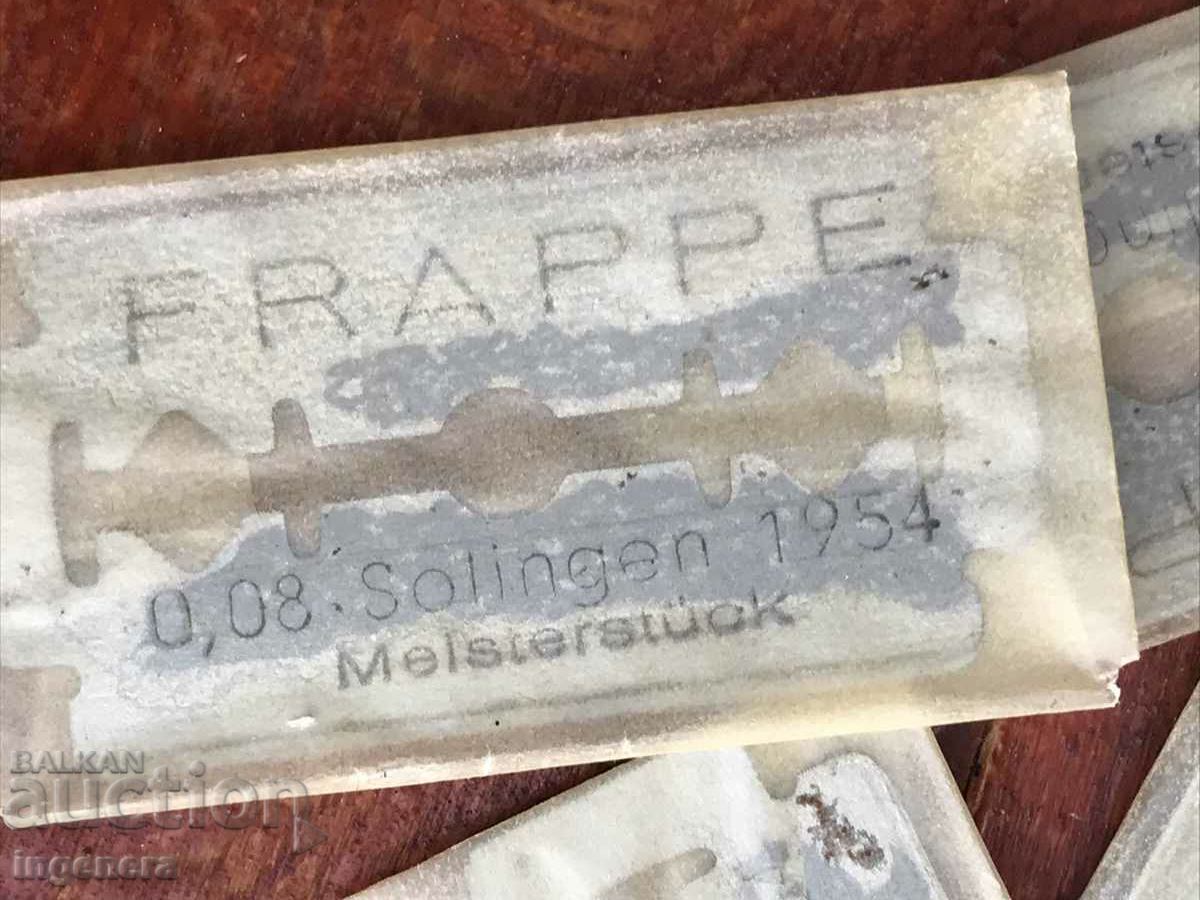 FRAPPE
0,08. Solingen 1954
Meisterstück
BALKAN
auction
ingenera